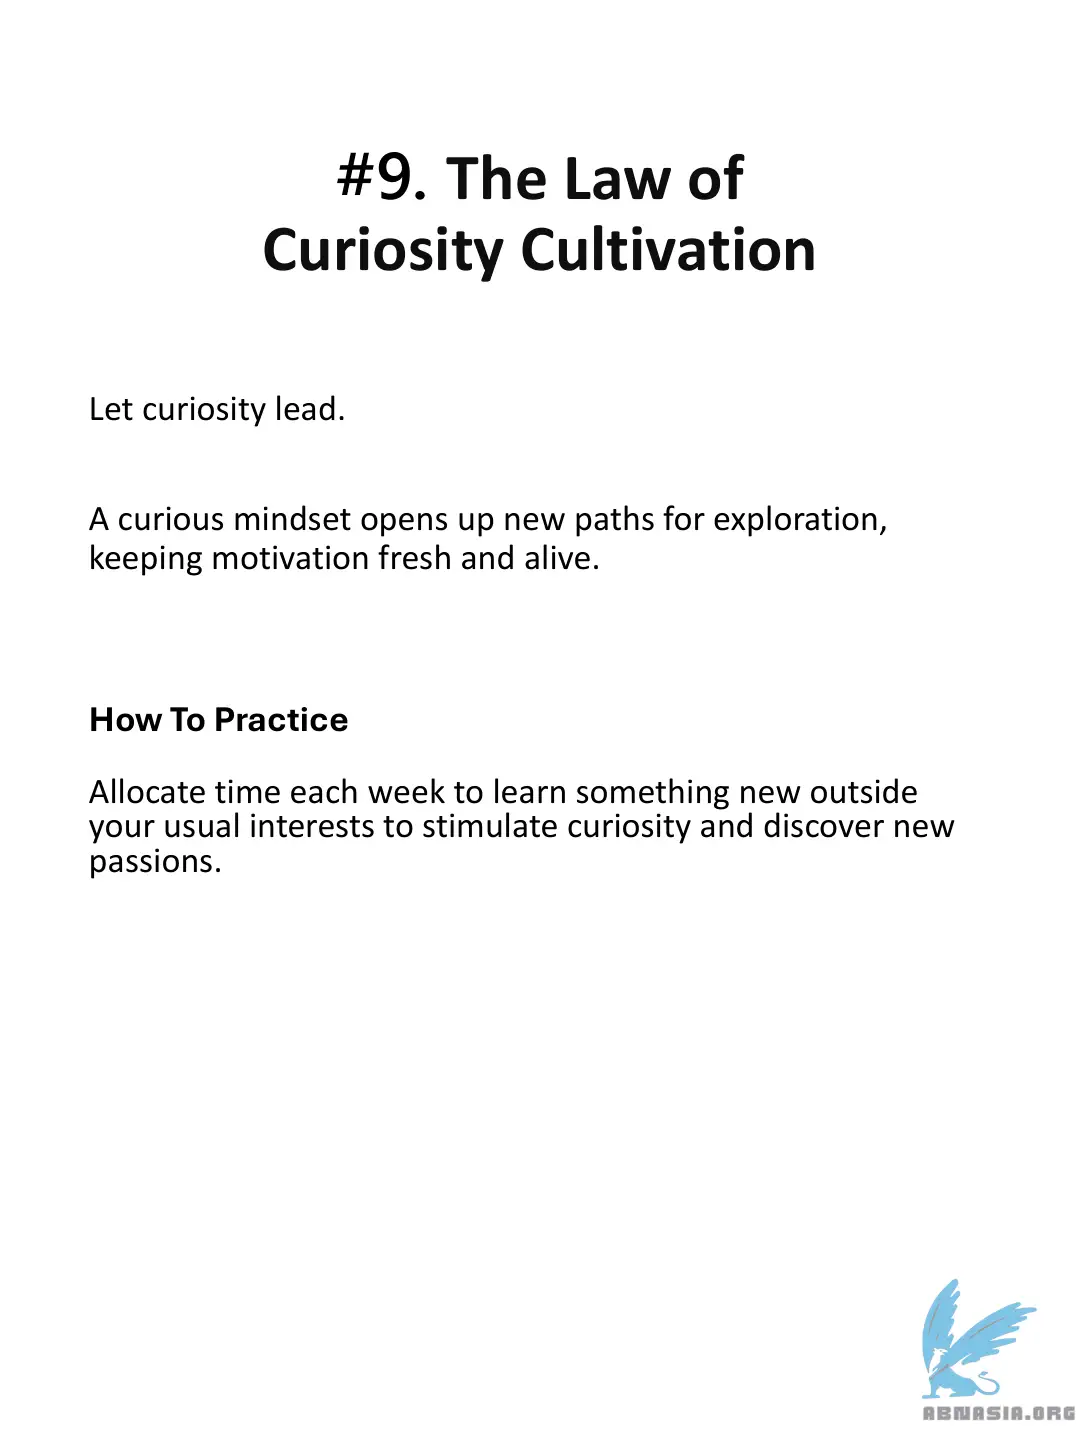 #9. The Law of
Curiosity Cultivation
Let curiosity lead.
A curious mindset opens up new paths for exploration,
keeping motivation fresh and alive.
How To Practice
Allocate time each week to learn something new outside
your usual interests to stimulate curiosity and discover new
passions.
ABNASIA.ORG